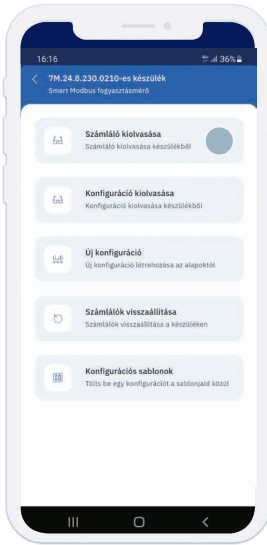 16:16
36%
7M.24.8.230.0210-es készülék
Smart Modbus fogyasztásmérő
Számláló kiolvasása
Számláló kiolvasása készülékből
Konfiguráció kiolvasása
Konfiguráció kiolvasása készülékből
Új konfiguráció
Új konfiguráció létrehozása az alapoktól
Számlálók visszaállítása
Számlálók visszaállítása a készüléken
Konfigurációs sablonok
Tölts be egy konfigurációt a sablonjaid közül